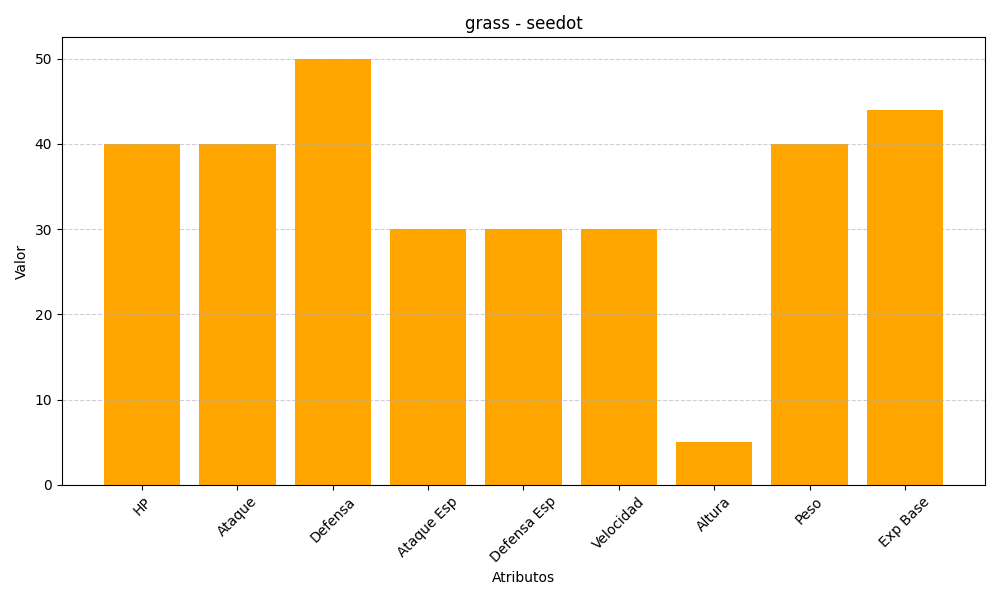 grass - seedot
Valor
50
40
30
20
10
0
HP
Ataque
Defensa
Ataque Esp
Defensa Esp
Velocidad
Altura
Peso
Exp Base
Atributos